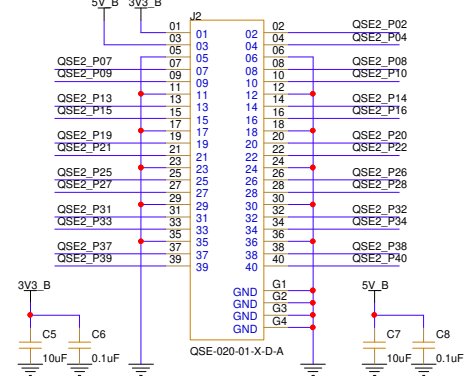 5V_B 3V3_B
J2
01 01 02 02 QSE2_P02
03 03 04 04 QSE2_P04
05 05 06 06
QSE2_P07 07 07 08 08 QSE2_P08
QSE2_P09 09 09 10 10 QSE2_P10
11 11 12 12
QSE2_P13 13 13 14 14 QSE2_P14
QSE2_P15 15 15 16 16 QSE2_P16
17 17 18 18
QSE2_P19 19 19 20 20 QSE2_P20
QSE2_P21 21 21 22 22 QSE2_P22
23 23 24 24
QSE2_P25 25 25 26 26 QSE2_P26
QSE2_P27 27 27 28 28 QSE2_P28
29 29 30 30
QSE2_P31 31 31 32 32 QSE2_P32
QSE2_P33 33 33 34 34 QSE2_P34
35 35 36 36
QSE2_P37 37 37 38 38 QSE2_P38
QSE2_P39 39 39 40 40 QSE2_P40
GND G1
GND G2
GND G3
GND G4
QSE-020-01-X-D-A
3V3_B
C5 C6
10uF 0.1uF
5V_B
C7 C8
10uF 0.1uF